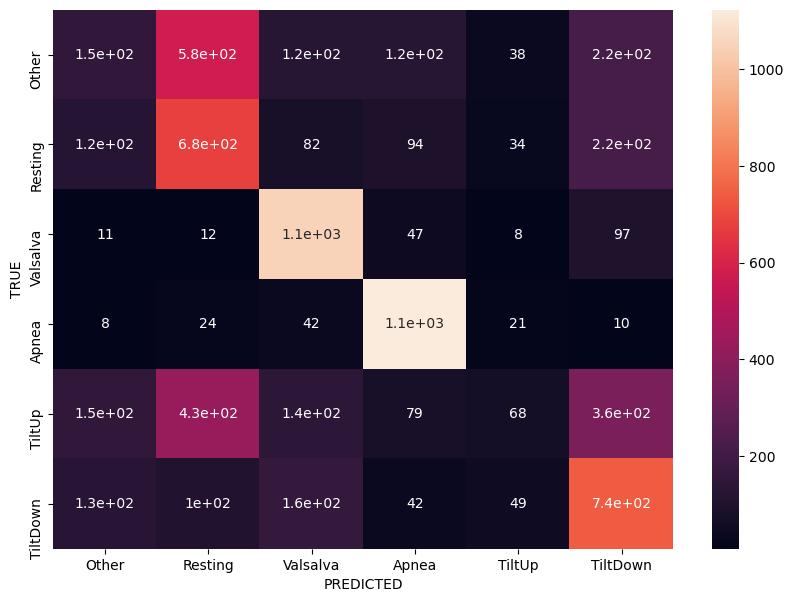 Other 1.5e+02 5.8e+02 1.2e+02 1.2e+02 38 2.2e+02
Resting 1.2e+02 6.8e+02 82 94 34 2.2e+02
Valsalva 11 12 1.1e+03 47 8 97
Apnea 8 24 42 1.1e+03 21 10
TiltUp 1.5e+02 4.3e+02 1.4e+02 79 68 3.6e+02
TiltDown 1.3e+02 1e+02 1.6e+02 42 49 7.4e+02
TRUE
Other Resting Valsalva Apnea TiltUp TiltDown
PREDICTED
1000
800
600
400
200